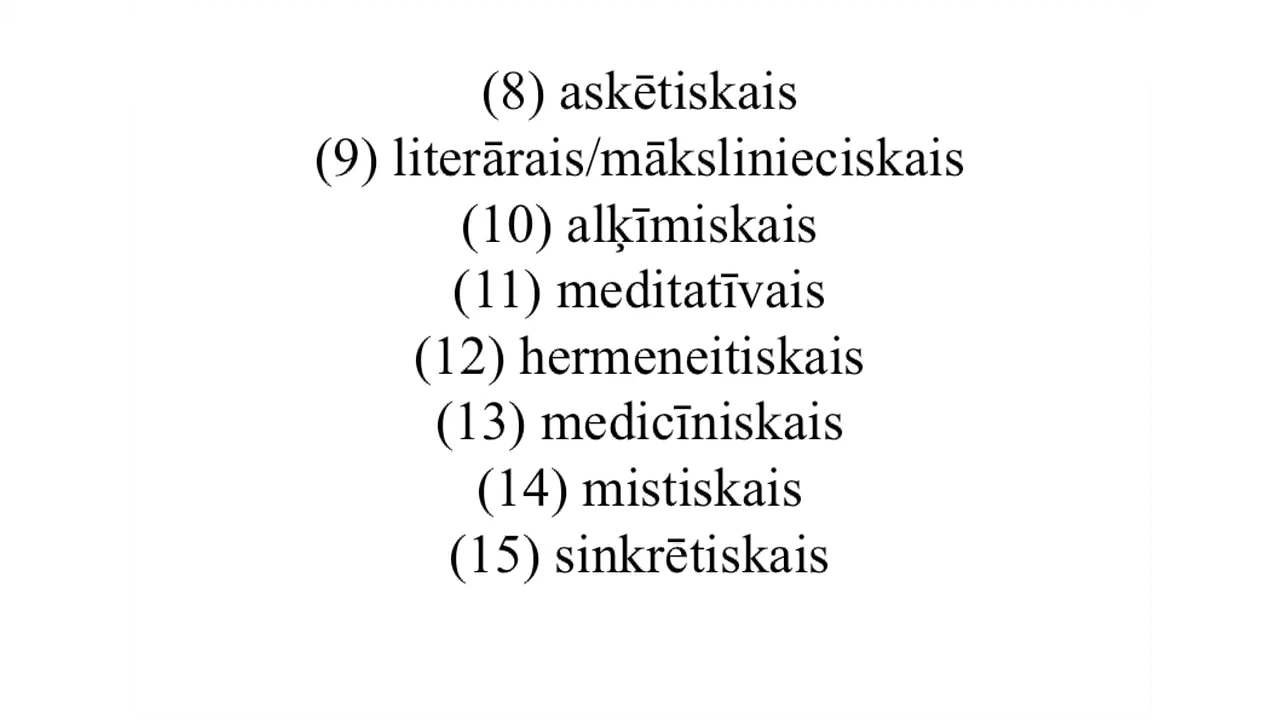 (8) askētiskais
(9) literārais/mākslinieciskais
(10) alķīmiskais
(11) meditatīvais
(12) hermeneitiskais
(13) medicīniskais
(14) mistiskais
(15) sinkrētiskais